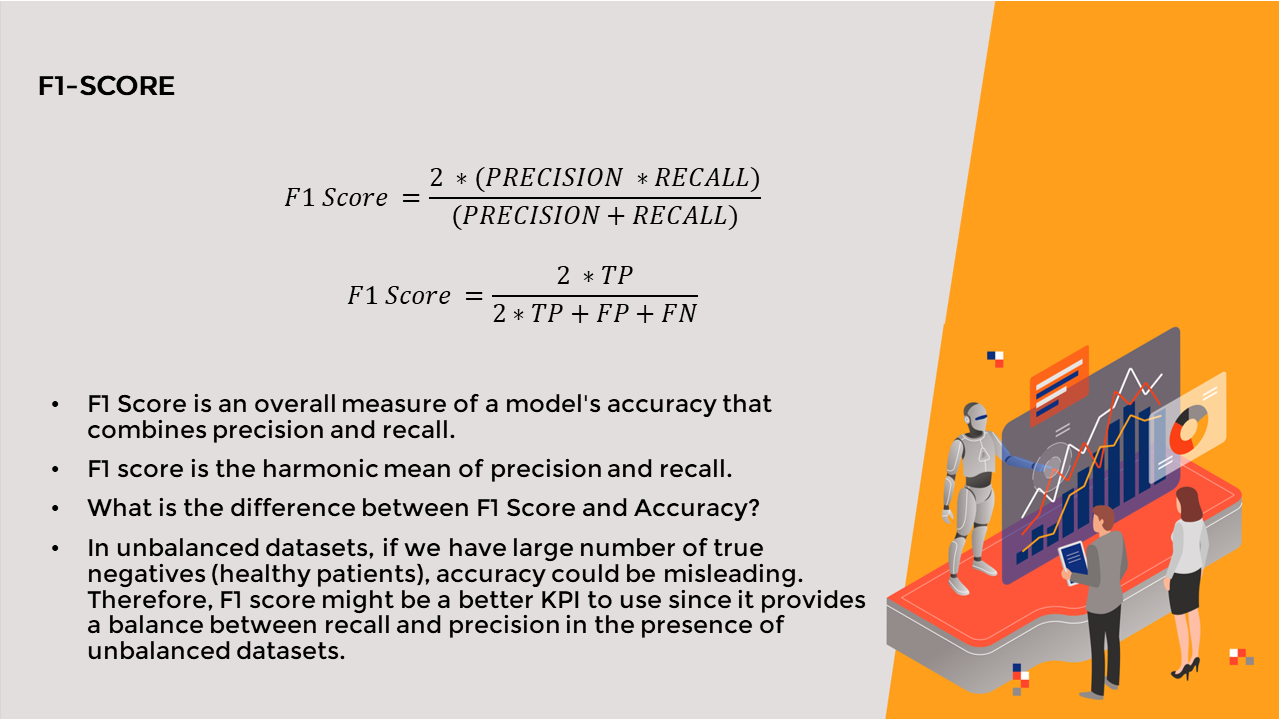 F1-SCORE
F1 Score = 2 * (PRECISION * RECALL) / (PRECISION + RECALL)
F1 Score = 2 * TP / 2 * TP + FP + FN
• F1 Score is an overall measure of a model's accuracy that
combines precision and recall.
• F1 score is the harmonic mean of precision and recall.
• What is the difference between F1 Score and Accuracy?
• In unbalanced datasets, if we have large number of true
negatives (healthy patients), accuracy could be misleading.
Therefore, F1 score might be a better KPI to use since it provides
a balance between recall and precision in the presence of
unbalanced datasets.